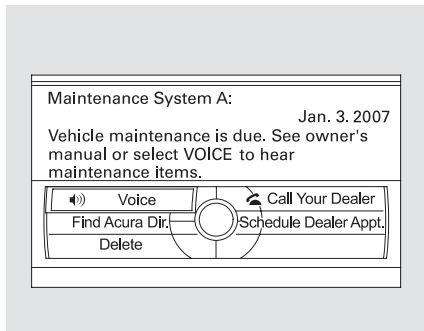 Maintenance System A:
Jan. 3. 2007
Vehicle maintenance is due. See owner's
manual or select VOICE to hear
maintenance items.
Voice
Call Your Dealer
Find Acura Dir.
Schedule Dealer Appt.
Delete